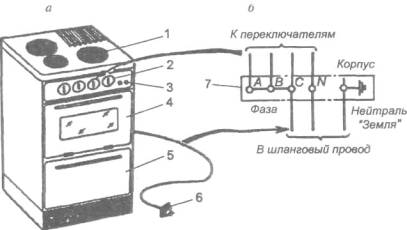 а
б
К переключателям
Корпус
7
A B C N
Фаза
Нейтраль
"Земля"
В шланговый провод
1
2
3
4
5
6